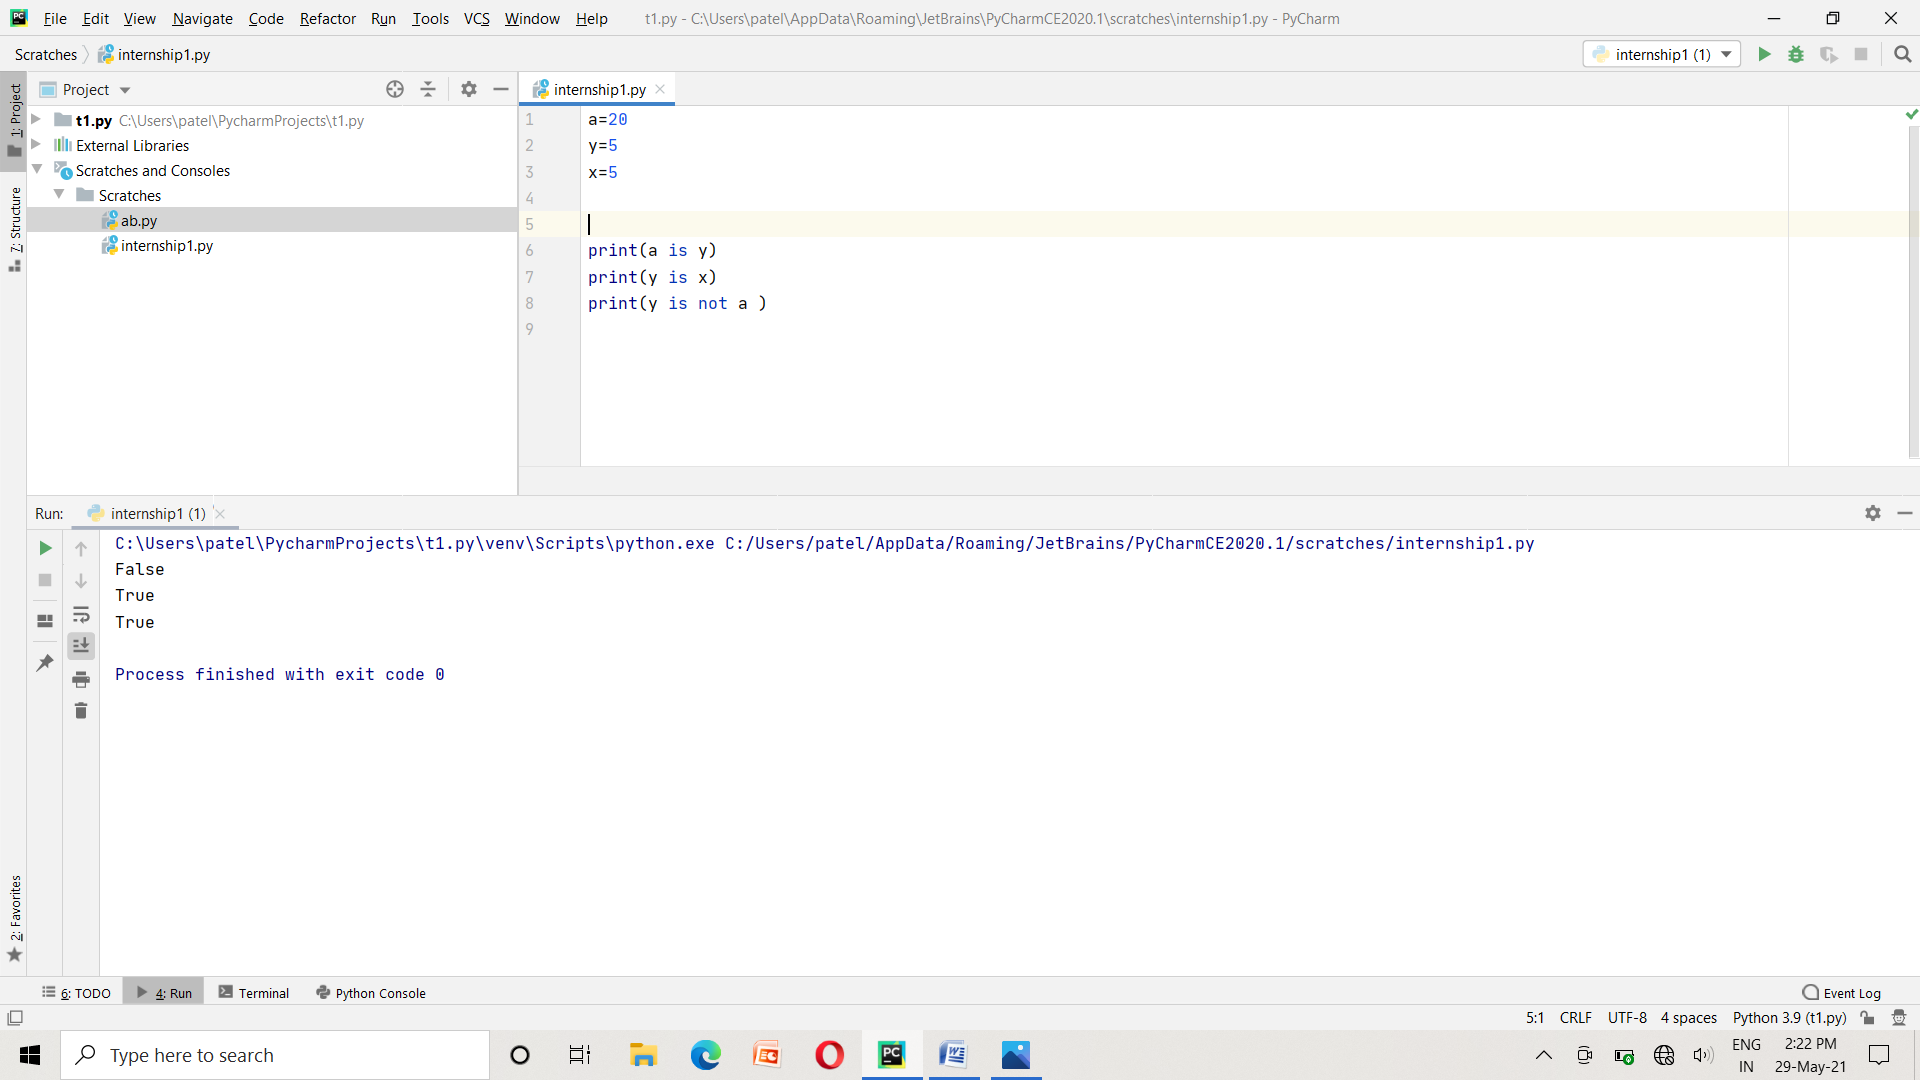 File Edit View Navigate Code Refactor Run Tools VCS Window Help t1.py - C:\Users\patel\AppData\Roaming\JetBrains\PyCharmCE2020.1\scratches\internship1.py - PyCharm
Scratches internship1.py internship1 (1)
Project internship1.py
1: Project
t1.py C:\Users\patel\PycharmProjects\t1.py
External Libraries
Scratches and Consoles
Scratches
ab.py
internship1.py
7: Structure
1 a=20
2 y=5
3 x=5
4
5
6 print(a is y)
7 print(y is x)
8 print(y is not a )
9
Run: internship1 (1)
C:\Users\patel\PycharmProjects\t1.py\venv\Scripts\python.exe C:/Users/patel/AppData/Roaming/JetBrains/PyCharmCE2020.1/scratches/internship1.py
False
True
True
Process finished with exit code 0
2: Favorites
6: TODO 4: Run Terminal Python Console Event Log
5:1 CRLF UTF-8 4 spaces Python 3.9 (t1.py)
Type here to search
ENG
IN
2:22 PM
29-May-21